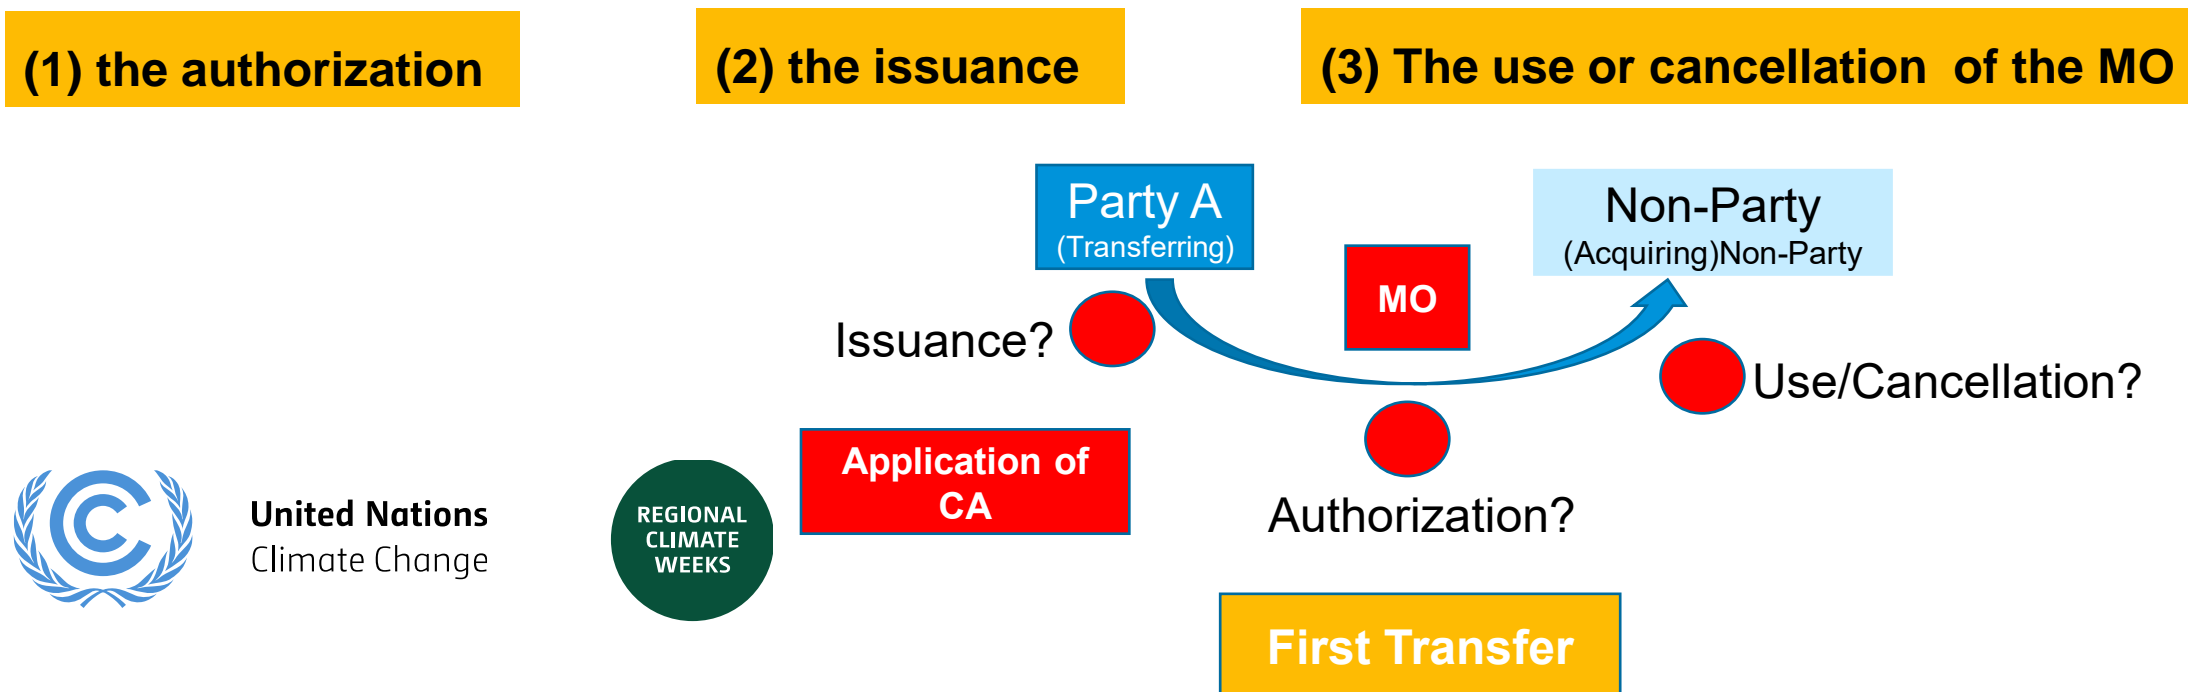 (1) the authorization
(2) the issuance
(3) The use or cancellation of the MO
Party A
(Transferring)
Non-Party
(Acquiring)Non-Party
MO
Issuance?
Use/Cancellation?
Application of
CA
Authorization?
United Nations
Climate Change
REGIONAL
CLIMATE
WEEKS
First Transfer